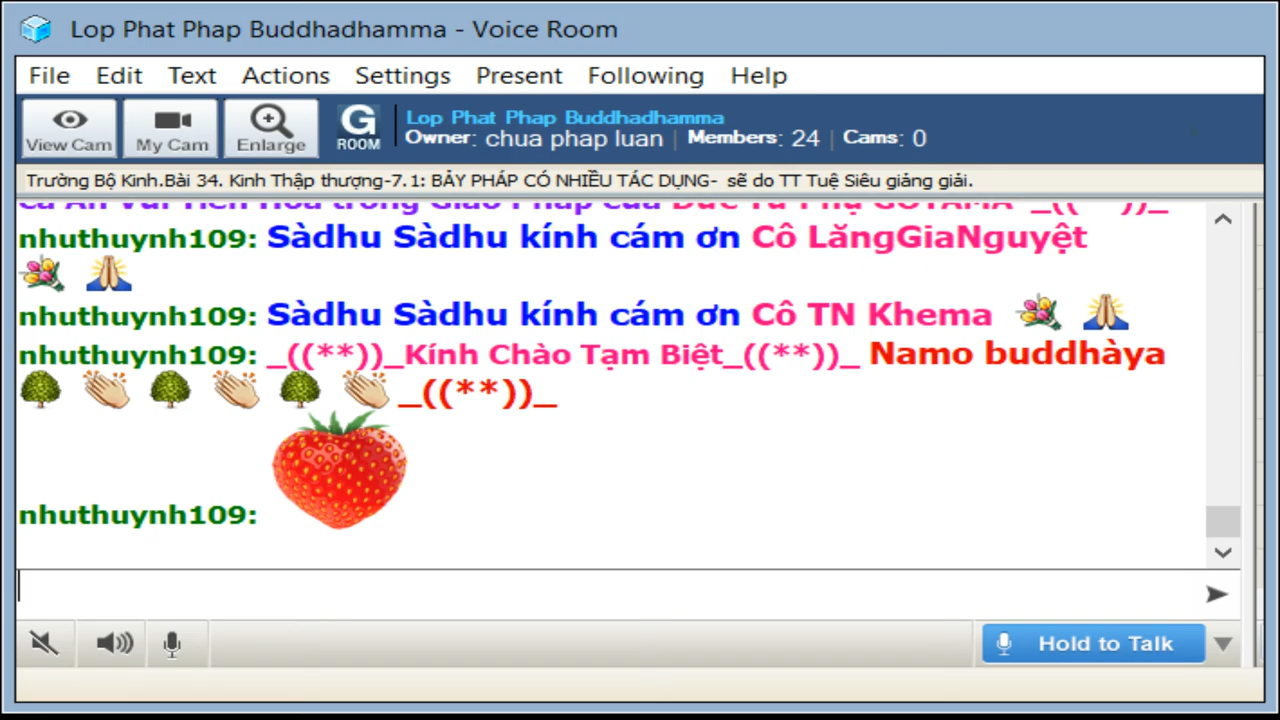 Lop Phat Phap Buddhadhamma - Voice Room
File Edit Text Actions Settings Present Following Help
View Cam My Cam Enlarge G ROOM
Lop Phat Phap Buddhadhamma
Owner: chua phap luan | Members: 24 | Cams: 0
Trường Bộ Kinh.Bài 34. Kinh Thập thượng-7.1: BẢY PHÁP CÓ NHIỀU TÁC DỤNG- sẽ do TT Tuệ Siêu giảng giải.
nhuthuynh109: Sàdhu Sàdhu kính cám ơn Cô LăngGiaNguyệt
nhuthuynh109: Sàdhu Sàdhu kính cám ơn Cô TN Khema
nhuthuynh109: _((**))_Kính Chào Tạm Biệt_((**))_ Namo buddhàya
_((**))_
nhuthuynh109:
Hold to Talk